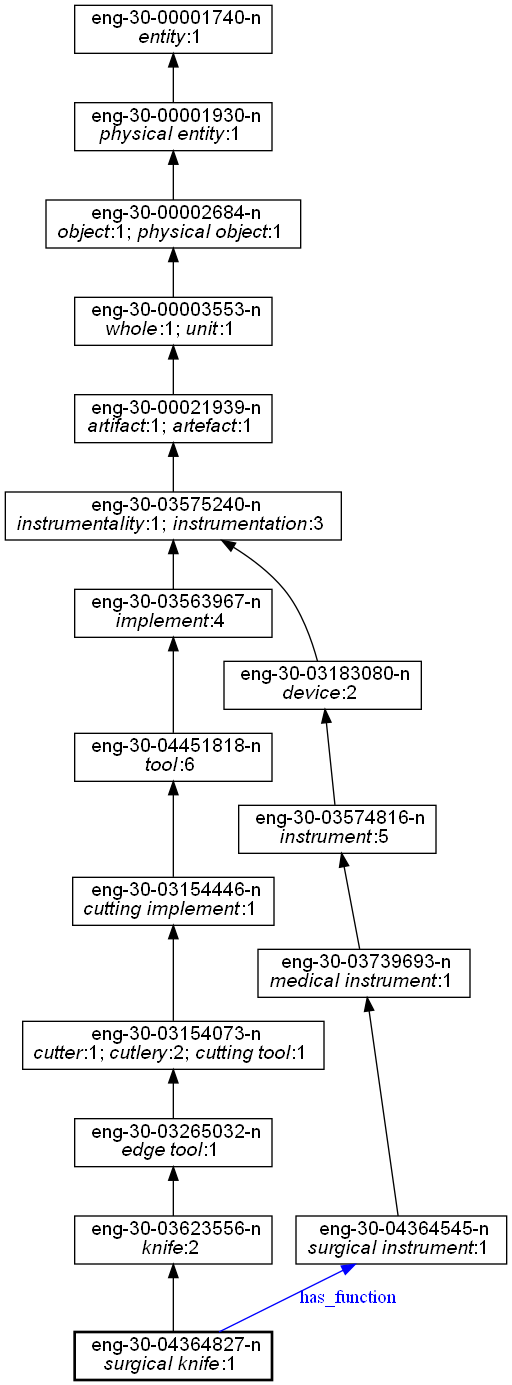 eng-30-00001740-n
entity:1
eng-30-00001930-n
physical entity:1
eng-30-00002684-n
object:1; physical object:1
eng-30-00003553-n
whole:1; unit:1
eng-30-00021939-n
artifact:1; artefact:1
eng-30-03575240-n
instrumentality:1; instrumentation:3
eng-30-03563967-n
implement:4
eng-30-03183080-n
device:2
eng-30-04451818-n
tool:6
eng-30-03574816-n
instrument:5
eng-30-03154446-n
cutting implement:1
eng-30-03739693-n
medical instrument:1
eng-30-03154073-n
cutter:1; cutlery:2; cutting tool:1
eng-30-03265032-n
edge tool:1
eng-30-03623556-n
knife:2
eng-30-04364545-n
surgical instrument:1
has_function
eng-30-04364827-n
surgical knife:1